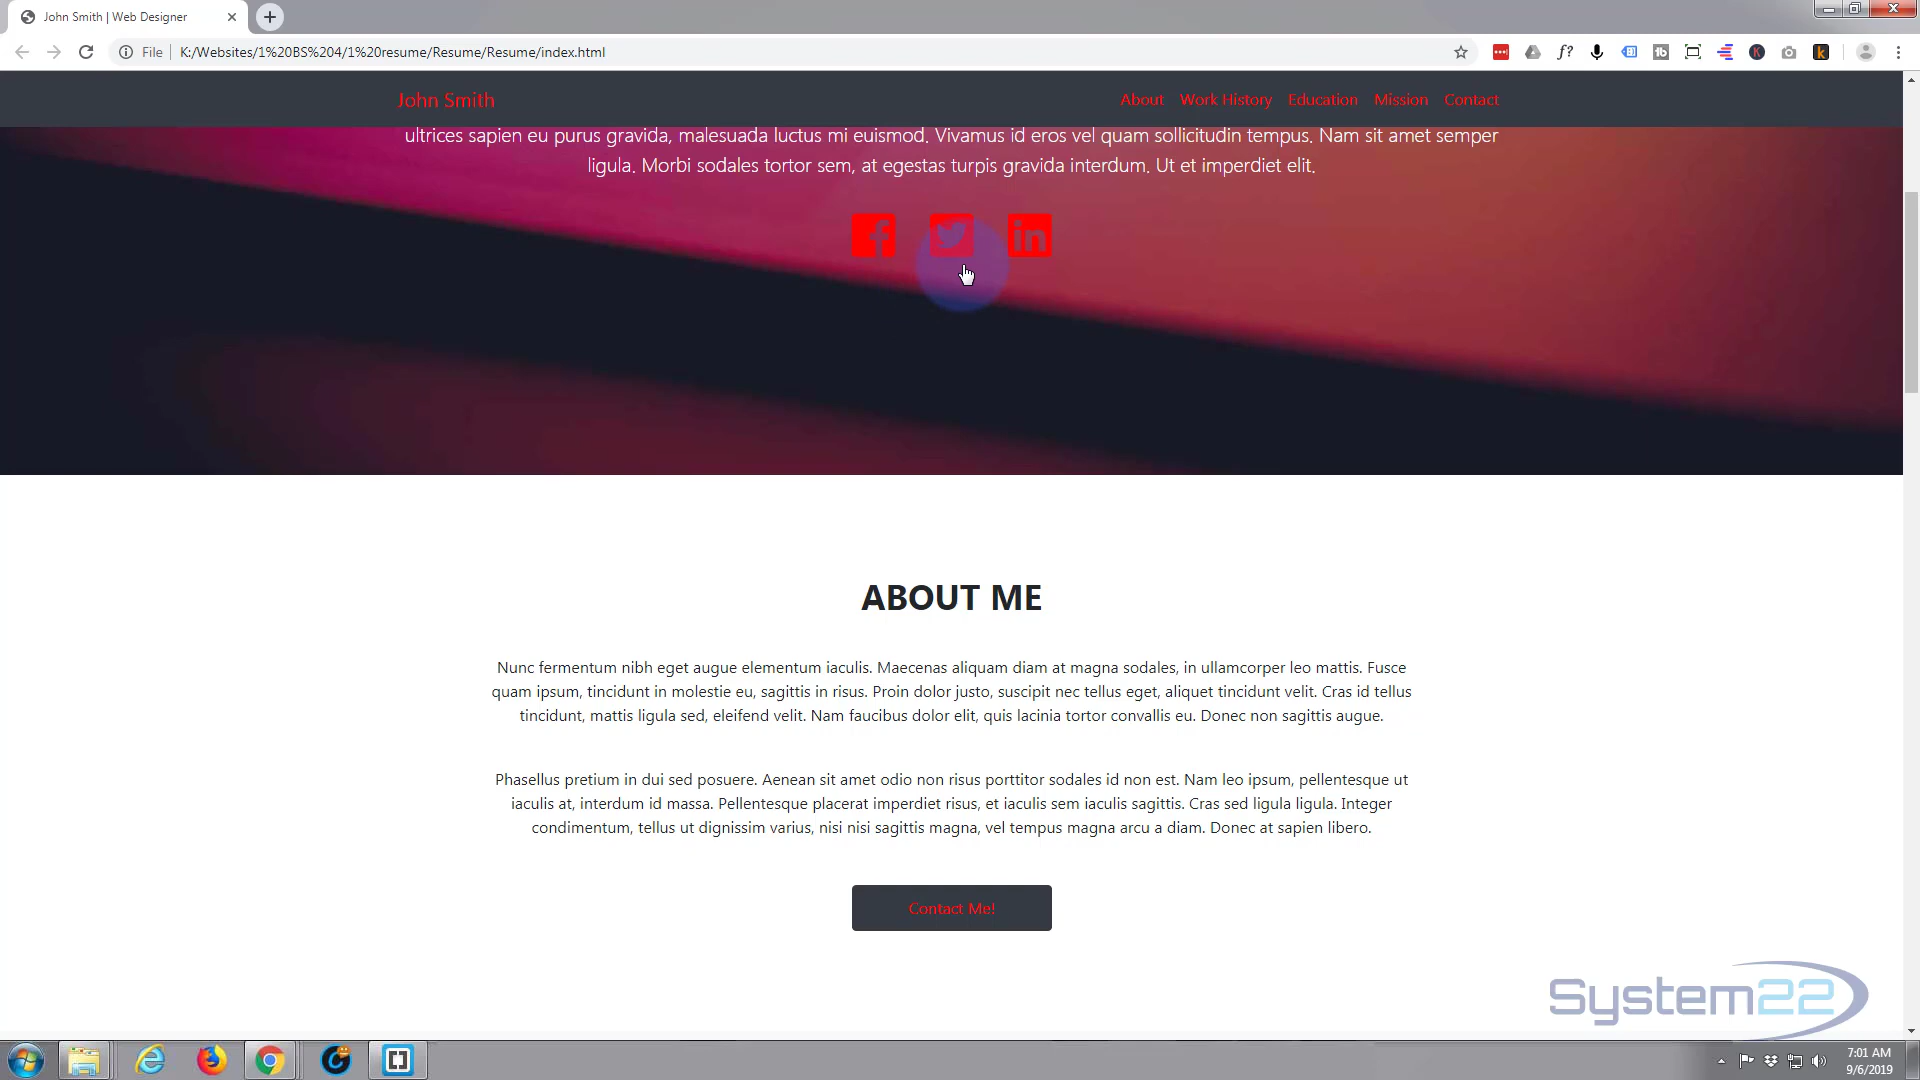 John Smith | Web Designer
File
K:/Websites/1%20BS%204/1%20resume/Resume/Resume/index.html
f?
tb
K
k
John Smith
About
Work History
Education
Mission
Contact
ultrices sapien eu purus gravida, malesuada luctus mi euismod. Vivamus id eros vel quam sollicitudin tempus. Nam sit amet semper
ligula. Morbi sodales tortor sem, at egestas turpis gravida interdum. Ut et imperdiet elit.
f
in
ABOUT ME
Nunc fermentum nibh eget augue elementum iaculis. Maecenas aliquam diam at magna sodales, in ullamcorper leo mattis. Fusce
quam ipsum, tincidunt in molestie eu, sagittis in risus. Proin dolor justo, suscipit nec tellus eget, aliquet tincidunt velit. Cras id tellus
tincidunt, mattis ligula sed, eleifend velit. Nam faucibus dolor elit, quis lacinia tortor convallis eu. Donec non sagittis augue.
Phasellus pretium in dui sed posuere. Aenean sit amet odio non risus porttitor sodales id non est. Nam leo ipsum, pellentesque ut
iaculis at, interdum id massa. Pellentesque placerat imperdiet risus, et iaculis sem iaculis sagittis. Cras sed ligula ligula. Integer
condimentum, tellus ut dignissim varius, nisi nisi sagittis magna, vel tempus magna arcu a diam. Donec at sapien libero.
Contact Me!
System22
7:01 AM
9/6/2019